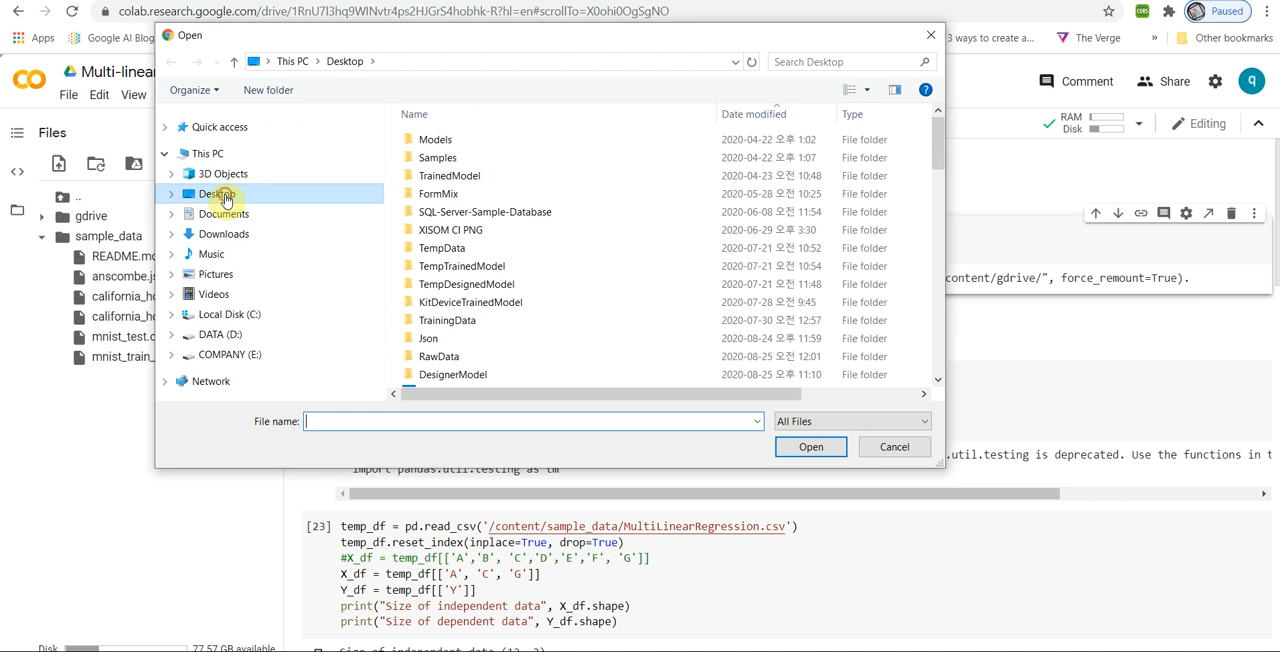 colab.research.google.com/drive/1RnU7l3hq9WINvtr4ps2HJGrS4hobhk-R?hl=en#scrollTo=X0ohi0OgSgNO
Paused
Apps
Google AI Blog
3 ways to create a...
The Verge
»
Other bookmarks
CO
Multi-linear
File Edit View
Comment
Share
q
Files
RAM
Disk
Editing
..
gdrive
sample_data
README.md
anscombe.js
california_ho
california_ho
mnist_test.c
mnist_train_
Disk
77.57 GB available
Open
This PC > Desktop >
Search Desktop
Organize
New folder
Quick access
This PC
3D Objects
Desktop
Documents
Downloads
Music
Pictures
Videos
Local Disk (C:)
DATA (D:)
COMPANY (E:)
Network
Name Date modified Type
Models 2020-04-22 오후 1:02 File folder
Samples 2020-04-22 오후 1:07 File folder
TrainedModel 2020-04-23 오전 10:48 File folder
FormMix 2020-05-28 오전 10:25 File folder
SQL-Server-Sample-Database 2020-06-08 오전 11:54 File folder
XISOM CI PNG 2020-06-29 오후 3:30 File folder
TempData 2020-07-21 오전 10:52 File folder
TempTrainedModel 2020-07-21 오전 10:54 File folder
TempDesignedModel 2020-07-21 오전 11:48 File folder
KitDeviceTrainedModel 2020-07-28 오전 9:45 File folder
TrainingData 2020-07-30 오전 12:57 File folder
Json 2020-08-24 오후 11:59 File folder
RawData 2020-08-25 오전 12:01 File folder
DesignerModel 2020-08-25 오후 11:10 File folder
File name:
All Files
Open
Cancel
content/gdrive/", force_remount=True).
.util.testing is deprecated. Use the functions in t
import pandas.util.testing as tm
[23] temp_df = pd.read_csv('/content/sample_data/MultiLinearRegression.csv')
temp_df.reset_index(inplace=True, drop=True)
#X_df = temp_df[['A','B', 'C','D','E','F', 'G']]
X_df = temp_df[['A', 'C', 'G']]
Y_df = temp_df[['Y']]
print("Size of independent data", X_df.shape)
print("Size of dependent data", Y_df.shape)
Size of independent data (12, 3)